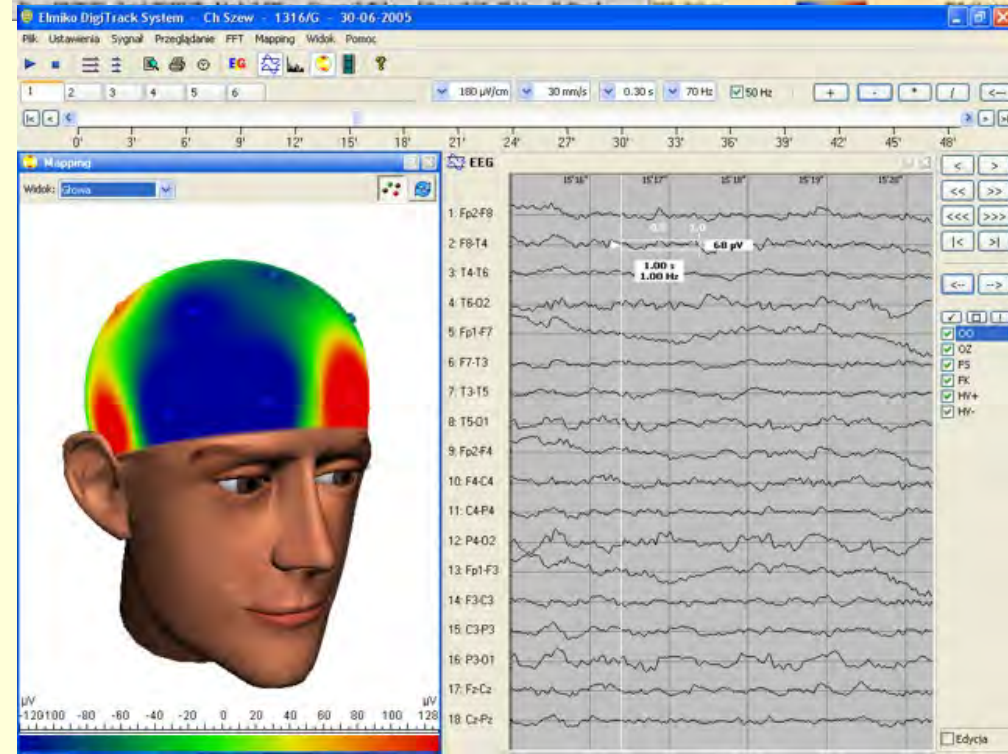 Elmiko DigiTrack System - Ch Szew - 1316/G - 30-06-2005
Plik Ustawienia Sygnał Przeglądanie FFT Mapping Widok Pomoc
EG ?
1 2 3 4 5 6 180 µV/cm 30 mm/s 0.30 s 70 Hz 50 Hz + - * / <--
|< < > >|
0' 3' 6' 9' 12' 15' 18' 21' 24' 27' 30' 33' 36' 39' 42' 45' 48'
Mapping
Widok: Głowa
µV µV
-120 100 -80 -60 -40 -20 0 20 40 60 80 100 128
EEG
15'16" 15'17" 15'18" 15'19" 15'20"
1: Fp2-F8
0.5 1.0
2: F8-T4
68 µV
1.00 s
1.00 Hz
3: T4-T6
4: T6-O2
5: Fp1-F7
6: F7-T3
7: T3-T5
8: T5-O1
9: Fp2-F4
10: F4-C4
11: C4-P4
12: P4-O2
13: Fp1-F3
14: F3-C3
15: C3-P3
16: P3-O1
17: Fz-Cz
18: Cz-Pz
< >
<< >>
<<< >>>
|< >|
<-- -->
OO
OZ
FS
FK
HV+
HV-
Edycja